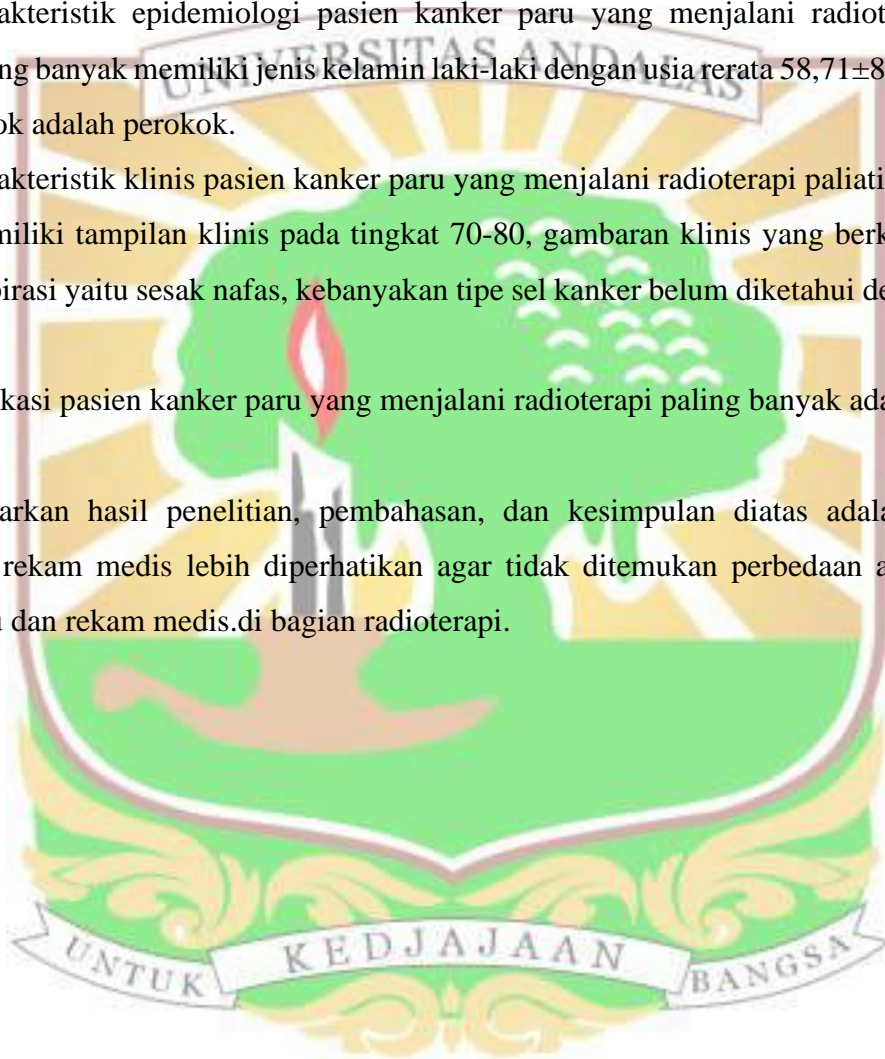 akteristik epidemiologi pasien kanker paru yang menjalani radiot
ng banyak memiliki jenis kelamin laki-laki dengan usia rerata 58,71±8
ok adalah perokok.
akteristik klinis pasien kanker paru yang menjalani radioterapi paliati
miliki tampilan klinis pada tingkat 70-80, gambaran klinis yang berk
pirasi yaitu sesak nafas, kebanyakan tipe sel kanker belum diketahui de
kasi pasien kanker paru yang menjalani radioterapi paling banyak ada
arkan hasil penelitian, pembahasan, dan kesimpulan diatas adala
rekam medis lebih diperhatikan agar tidak ditemukan perbedaan a
u dan rekam medis.di bagian radioterapi.
UNIVERSITAS ANDALAS
UNTUK KEDJAJAAN BANGSA